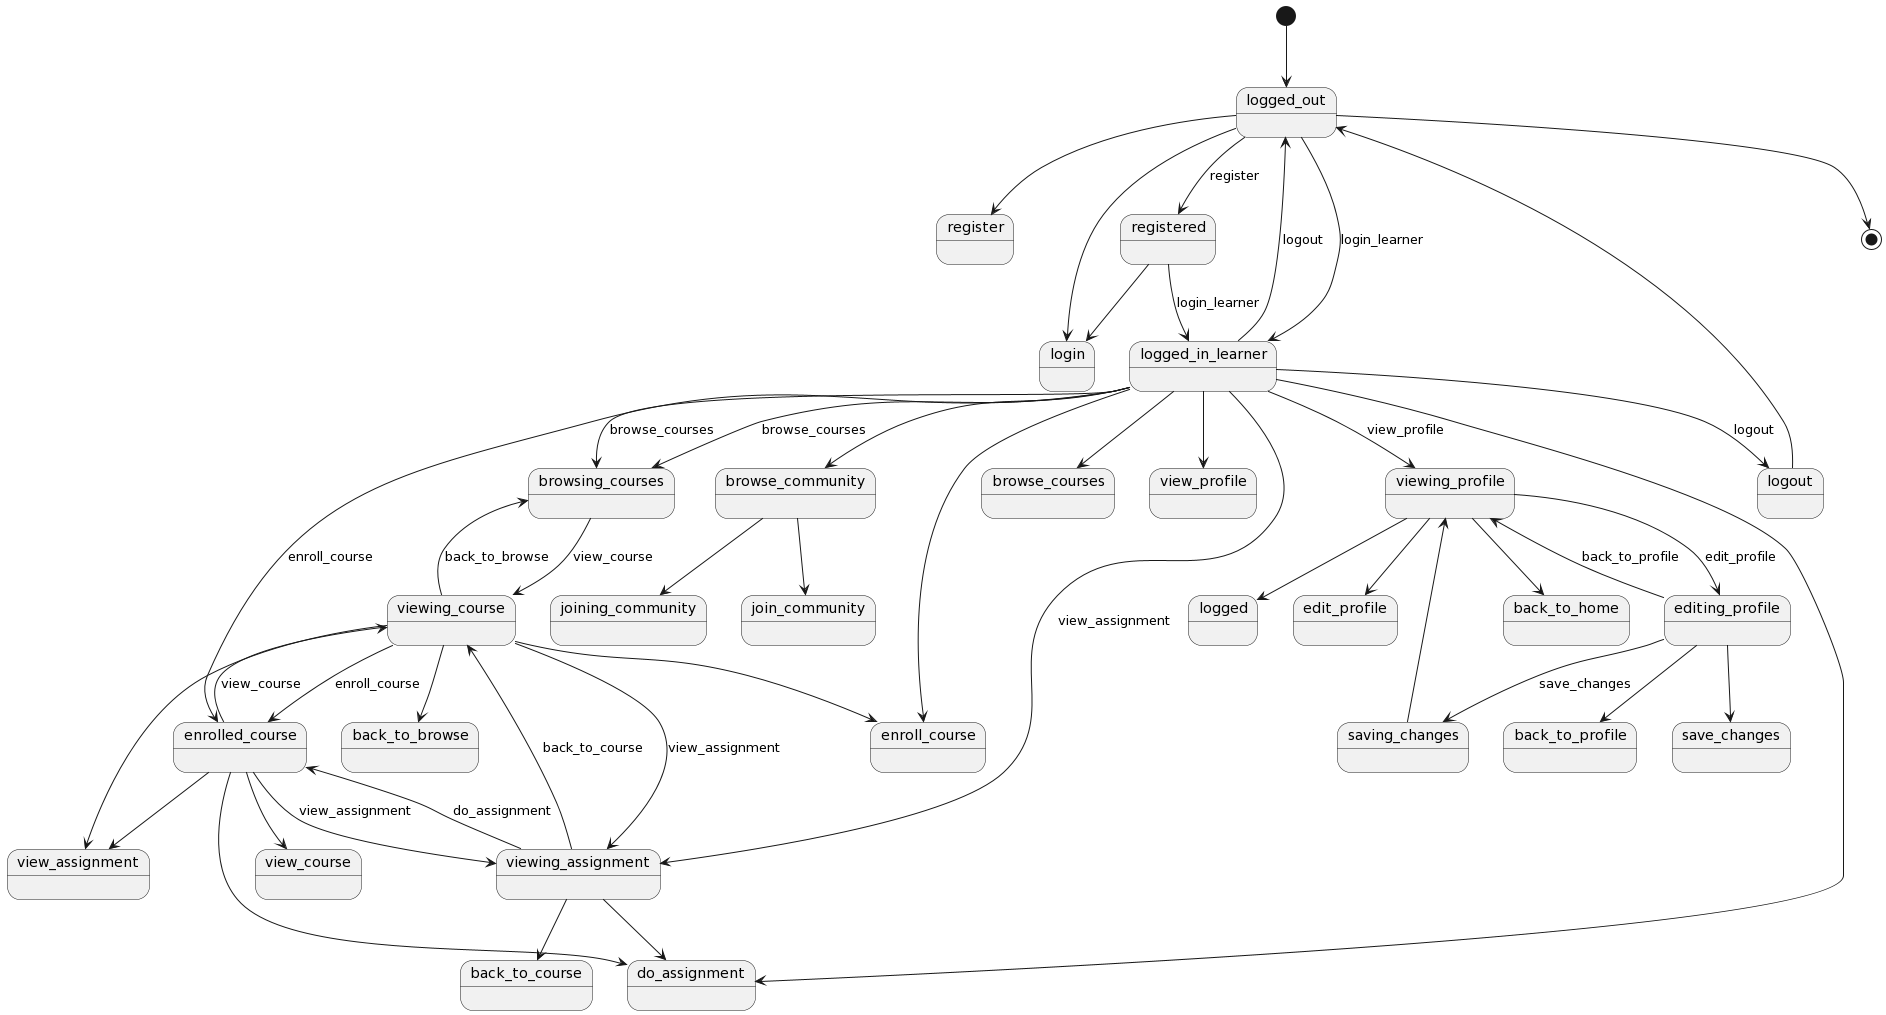 logged_out
register
register
registered
logout
login_learner
login_learner
login
logged_in_learner
browse_courses
browse_courses
view_profile
logout
browsing_courses
browse_community
browse_courses
view_profile
viewing_profile
logout
enroll_course
back_to_browse
view_course
back_to_profile
edit_profile
viewing_course
joining_community
join_community
view_assignment
logged
edit_profile
back_to_home
editing_profile
view_course
enroll_course
save_changes
enrolled_course
back_to_browse
back_to_course
view_assignment
enroll_course
saving_changes
back_to_profile
save_changes
view_assignment
do_assignment
view_assignment
view_course
viewing_assignment
back_to_course
do_assignment